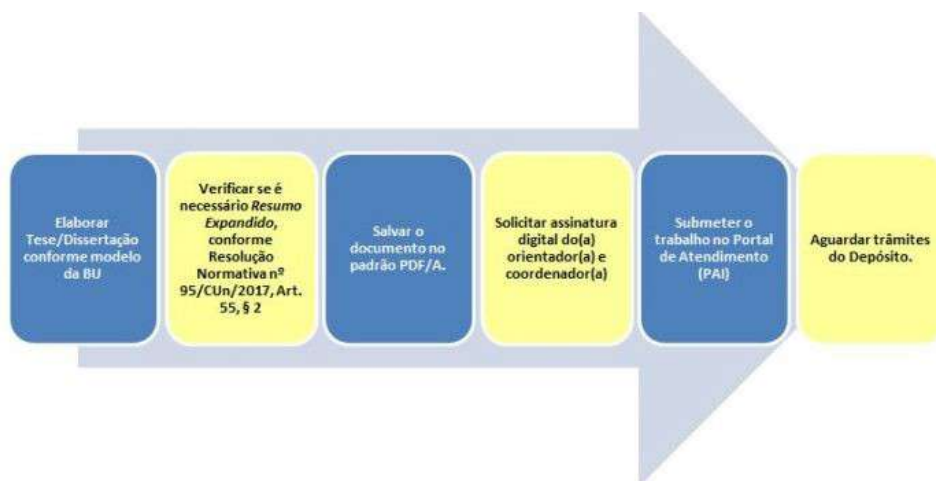 Elaborar
Tese/Dissertação
conforme modelo
da BU
Verificar se é
necessário Resumo
Expandido,
conforme
Resolução
Normativa nº
95/CUn/2017, Art.
55, § 2
Salvar o
documento no
padrão PDF/A.
Solicitar assinatura
digital do(a)
orientador(a) e
coordenador(a)
Submeter o
trabalho no Portal
de Atendimento
(PAI)
Aguardar trâmites
do Depósito.